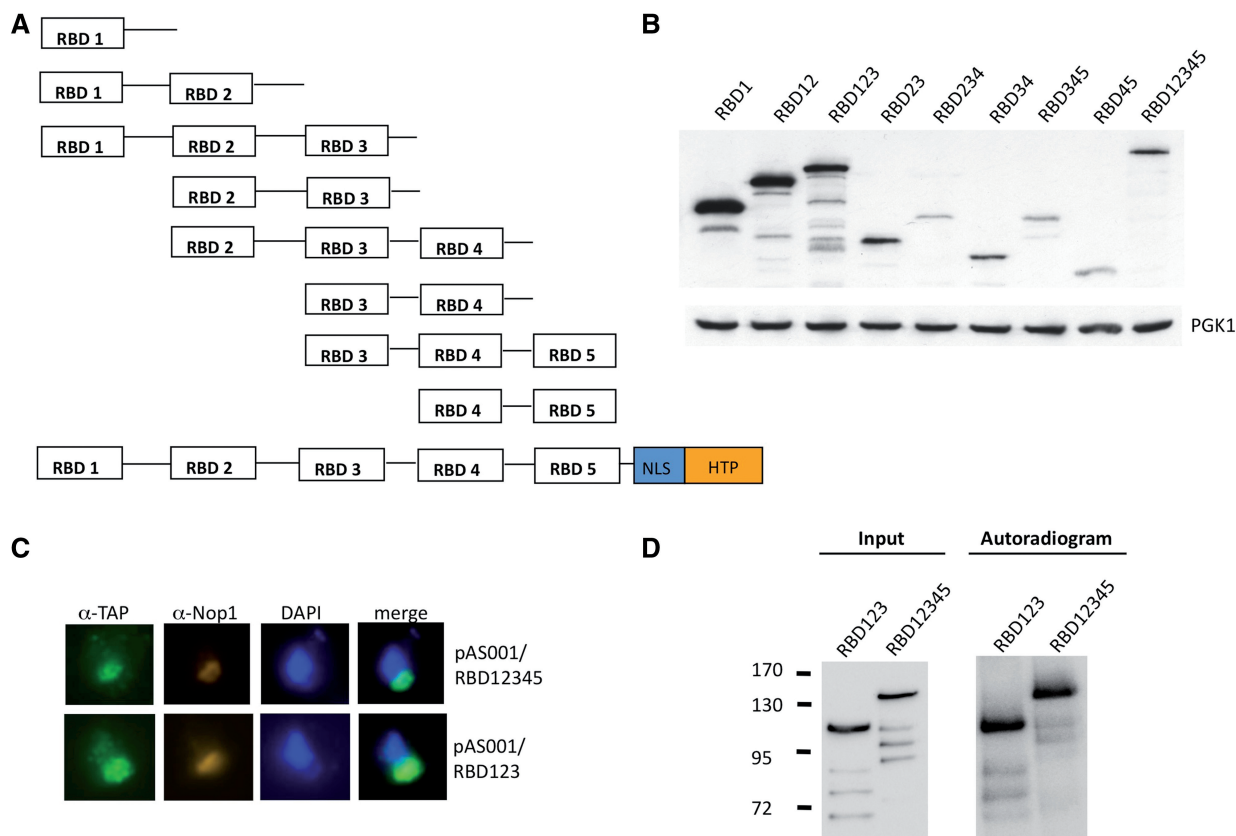 A
RBD 1
RBD 1 RBD 2
RBD 1 RBD 2 RBD 3
RBD 2 RBD 3
RBD 2 RBD 3 RBD 4
RBD 3 RBD 4
RBD 3 RBD 4 RBD 5
RBD 4 RBD 5
RBD 1 RBD 2 RBD 3 RBD 4 RBD 5 NLS HTP
B
RBD1 RBD12 RBD123 RBD23 RBD234 RBD34 RBD345 RBD45 RBD12345
PGK1
C
α-TAP α-Nop1 DAPI merge
pAS001/
RBD12345
pAS001/
RBD123
D
Input Autoradiogram
RBD123 RBD12345 RBD123 RBD12345
170
130
95
72